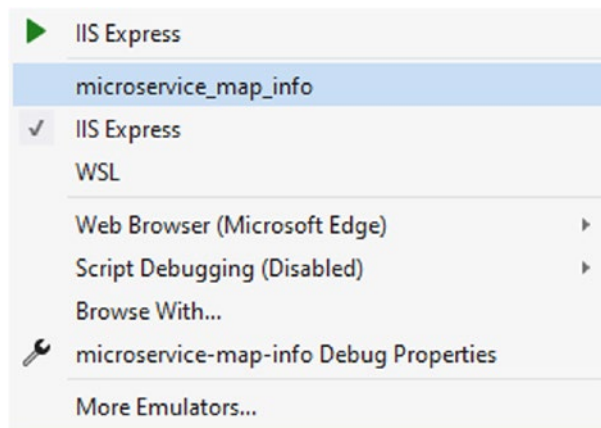 IIS Express
microservice_map_info
IIS Express
WSL
Web Browser (Microsoft Edge)
Script Debugging (Disabled)
Browse With...
microservice-map-info Debug Properties
More Emulators...